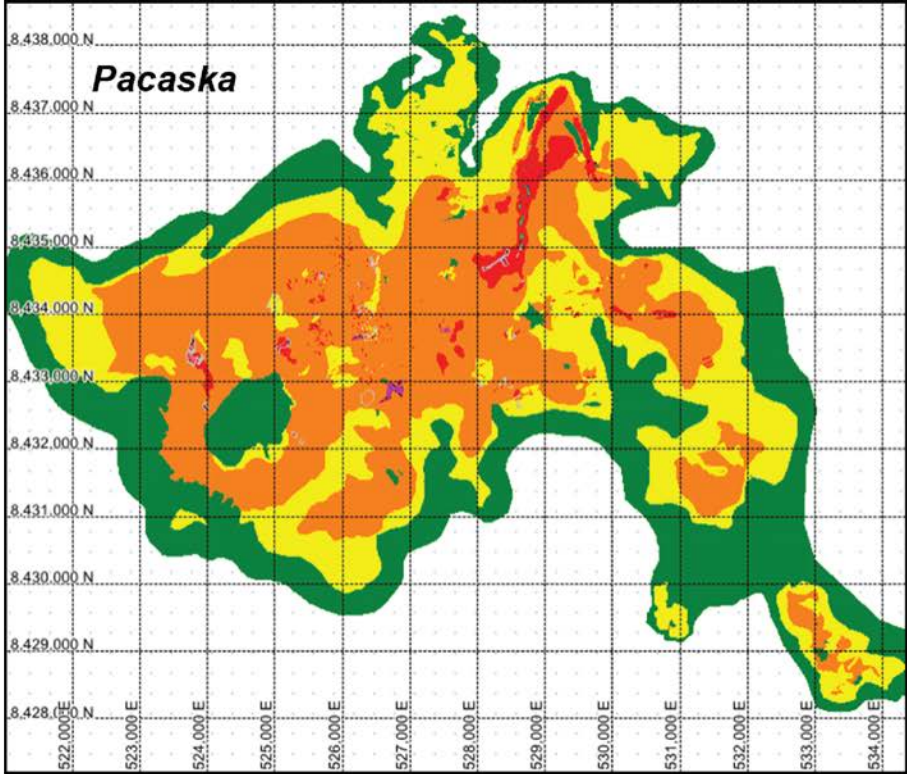 8,438,000 N
Pacaska
8,437,000 N
8,436,000 N
8,435,000 N
8,434,000 N
8,433,000 N
8,432,000 N
8,431,000 N
8,430,000 N
8,429,000 N
8,428,000 N
522,000 E
523,000 E
524,000 E
525,000 E
526,000 E
527,000 E
528,000 E
529,000 E
530,000 E
531,000 E
532,000 E
533,000 E
534,000 E